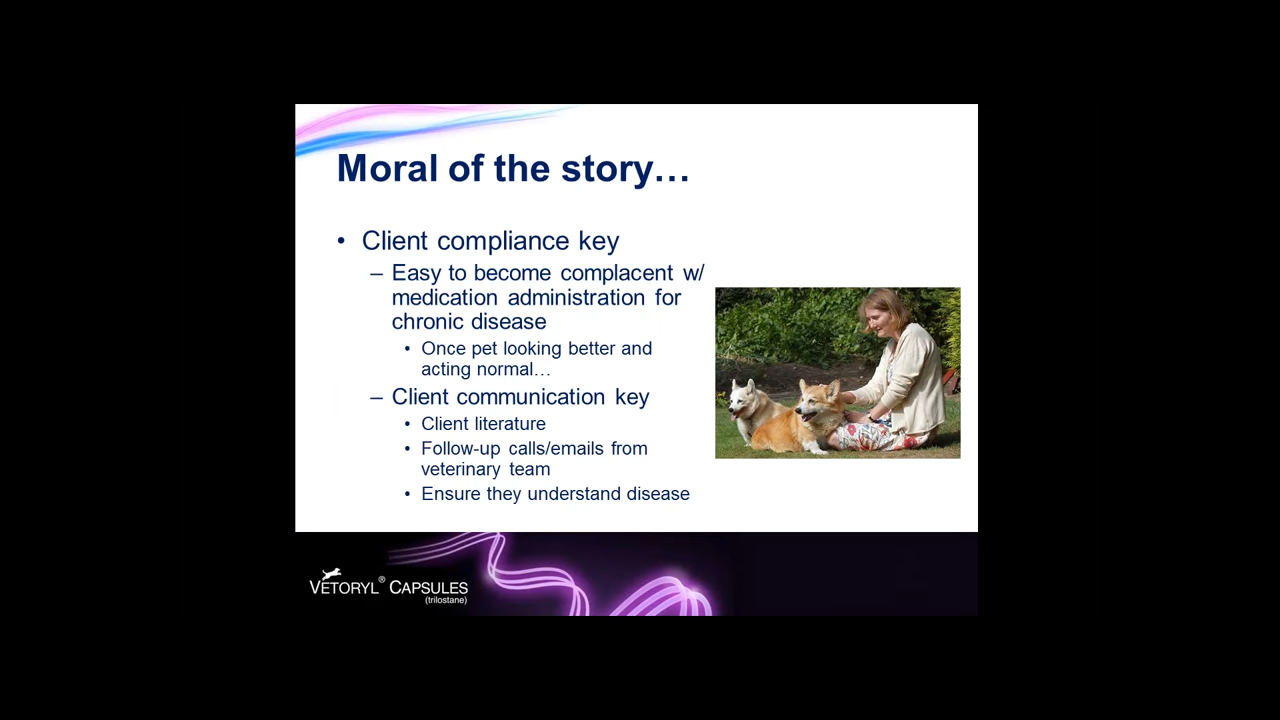 Moral of the story…
• Client compliance key
– Easy to become complacent w/
medication administration for
chronic disease
• Once pet looking better and
acting normal…
– Client communication key
• Client literature
• Follow-up calls/emails from
veterinary team
• Ensure they understand disease
VETORYL® CAPSULES
(trilostane)